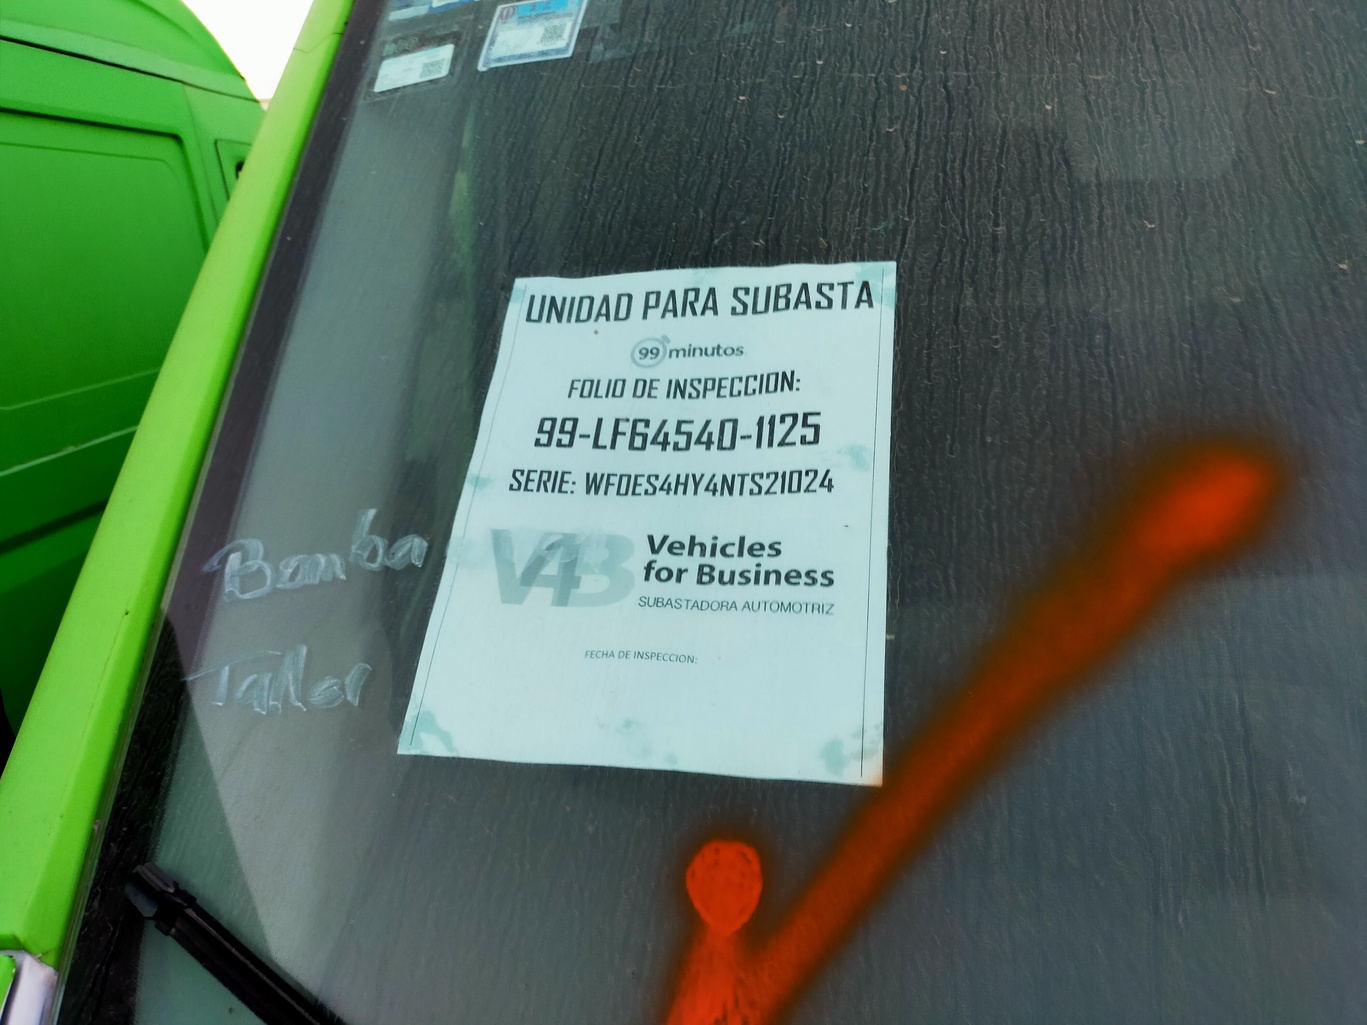 UNIDAD PARA SUBASTA
99 minutos
FOLIO DE INSPECCION:
99-LF64540-1125
SERIE: WF0ES4HY4NTS21024
V4B
Vehicles
for Business
SUBASTADORA AUTOMOTRIZ
FECHA DE INSPECCION:
Bomba
Taller